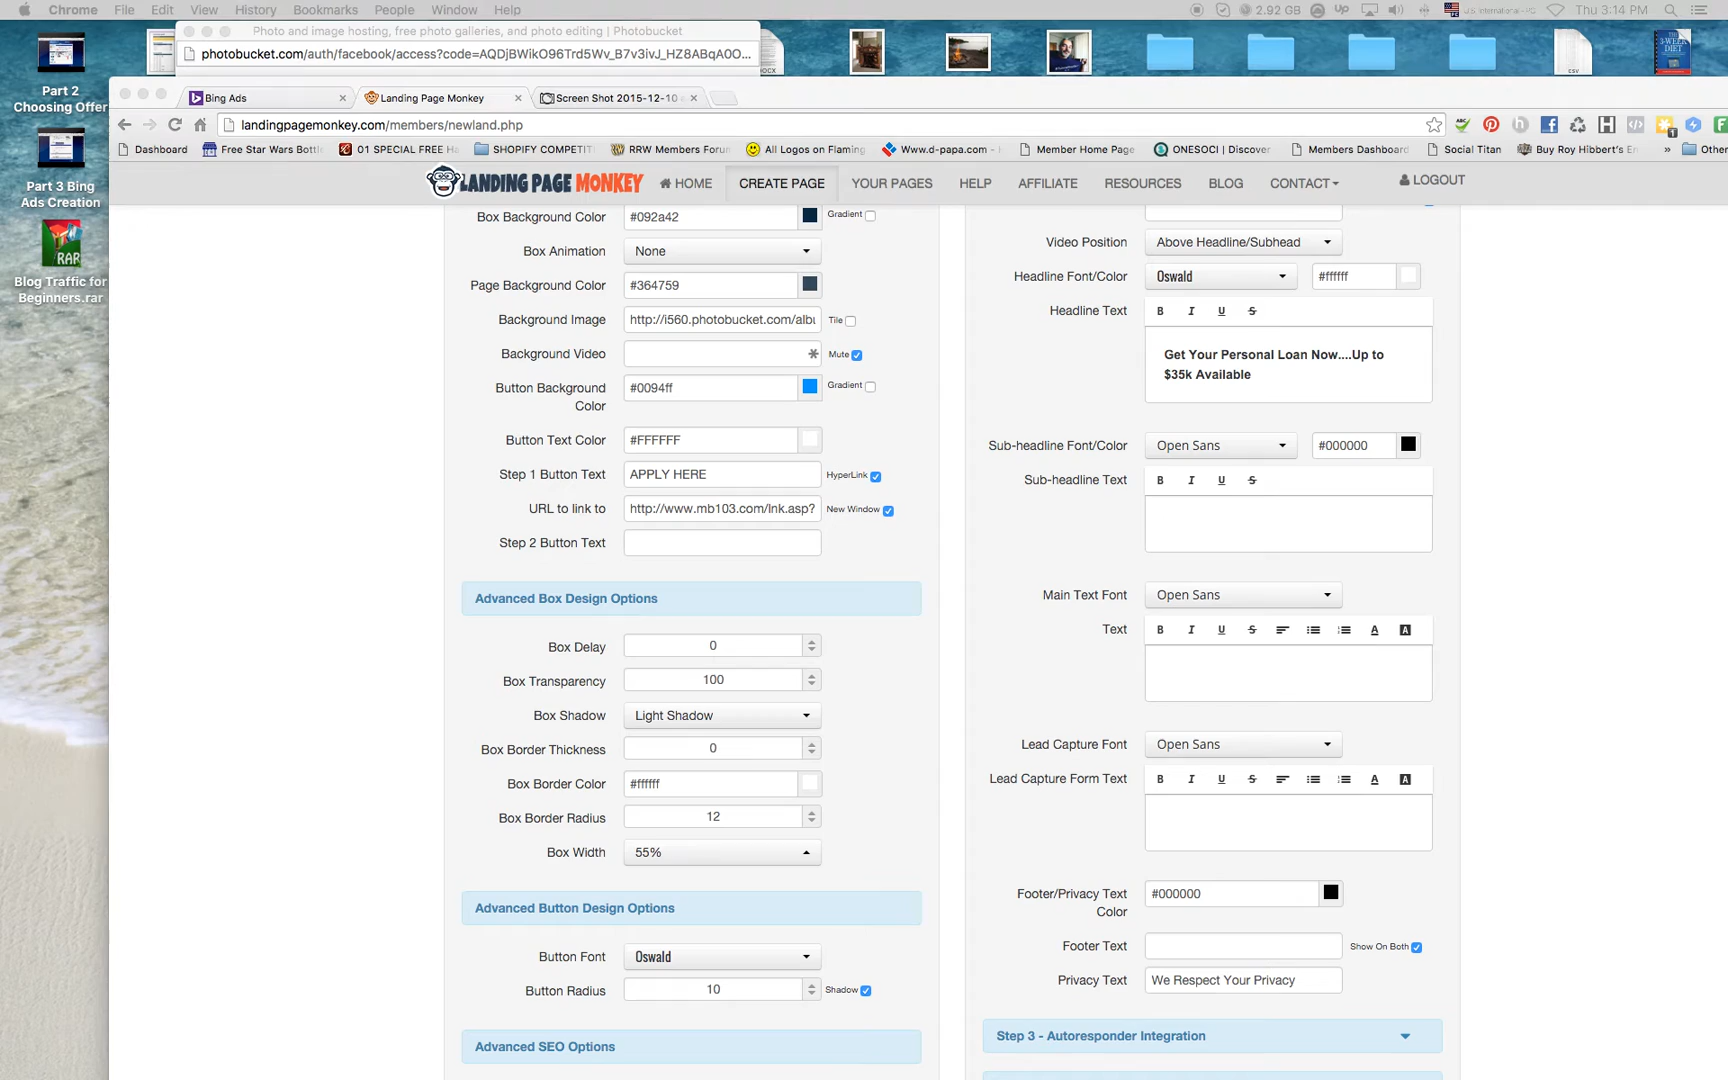 Chrome File Edit View History Bookmarks People Window Help 2.92 GB Up U.S. International - PC Thu 3:14 PM
Photo and image hosting, free photo galleries, and photo editing | Photobucket
photobucket.com/auth/facebook/access?code=AQDjBWikO96Trd5Wv_B7v3ivJ_HZ8ABqA0O...
DOCX
CSV
THE 3-WEEK DIET
Part 2
Choosing Offer
Part 3 Bing
Ads Creation
RAR
Blog Traffic for
Beginners.rar
Bing Ads
Landing Page Monkey
Screen Shot 2015-12-10 a
landingpagemonkey.com/members/newland.php
Dashboard Free Star Wars Bottl 01 SPECIAL FREE Ha SHOPIFY COMPETIT RRW Members Forum All Logos on Flaming Www.d-papa.com - Member Home Page ONESOCI | Discover Members Dashboard Social Titan Buy Roy Hibbert's E » Other
LANDING PAGE MONKEY HOME CREATE PAGE YOUR PAGES HELP AFFILIATE RESOURCES BLOG CONTACT LOGOUT
Box Background Color #092a42 Gradient
Box Animation None
Page Background Color #364759
Background Image http://i560.photobucket.com/albu Tile
Background Video Mute
Button Background
Color
#0094ff Gradient
Button Text Color #FFFFFF
Step 1 Button Text APPLY HERE HyperLink
URL to link to http://www.mb103.com/lnk.asp? New Window
Step 2 Button Text
Advanced Box Design Options
Box Delay 0
Box Transparency 100
Box Shadow Light Shadow
Box Border Thickness 0
Box Border Color #ffffff
Box Border Radius 12
Box Width 55%
Advanced Button Design Options
Button Font Oswald
Button Radius 10 Shadow
Advanced SEO Options
Video Position Above Headline/Subhead
Headline Font/Color Oswald #ffffff
Headline Text B I U S
Get Your Personal Loan Now....Up to
$35k Available
Sub-headline Font/Color Open Sans #000000
Sub-headline Text B I U S
Main Text Font Open Sans
Text B I U S A A
Lead Capture Font Open Sans
Lead Capture Form Text B I U S A A
Footer/Privacy Text
Color
#000000
Footer Text Show On Both
Privacy Text We Respect Your Privacy
Step 3 - Autoresponder Integration